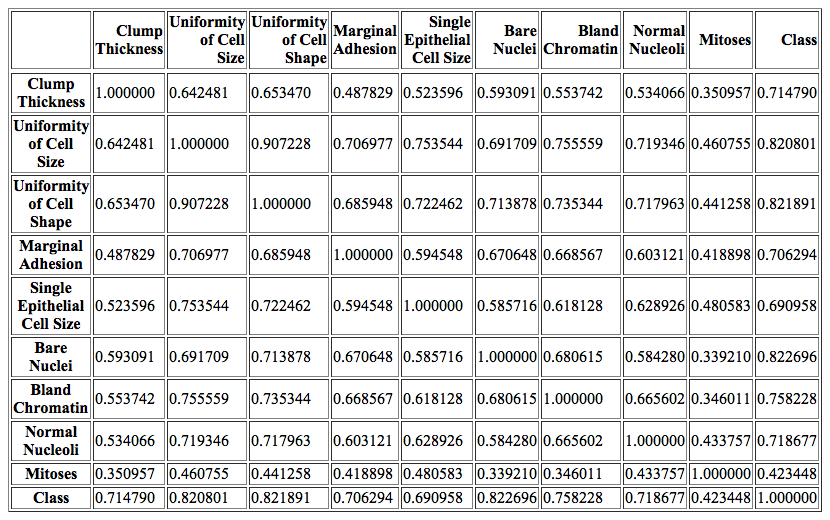 Clump Thickness Uniformity of Cell Size Uniformity of Cell Shape Marginal Adhesion Single Epithelial Cell Size Bare Nuclei Bland Chromatin Normal Nucleoli Mitoses Class
Clump Thickness 1.000000 0.642481 0.653470 0.487829 0.523596 0.593091 0.553742 0.534066 0.350957 0.714790
Uniformity of Cell Size 0.642481 1.000000 0.907228 0.706977 0.753544 0.691709 0.755559 0.719346 0.460755 0.820801
Uniformity of Cell Shape 0.653470 0.907228 1.000000 0.685948 0.722462 0.713878 0.735344 0.717963 0.441258 0.821891
Marginal Adhesion 0.487829 0.706977 0.685948 1.000000 0.594548 0.670648 0.668567 0.603121 0.418898 0.706294
Single Epithelial Cell Size 0.523596 0.753544 0.722462 0.594548 1.000000 0.585716 0.618128 0.628926 0.480583 0.690958
Bare Nuclei 0.593091 0.691709 0.713878 0.670648 0.585716 1.000000 0.680615 0.584280 0.339210 0.822696
Bland Chromatin 0.553742 0.755559 0.735344 0.668567 0.618128 0.680615 1.000000 0.665602 0.346011 0.758228
Normal Nucleoli 0.534066 0.719346 0.717963 0.603121 0.628926 0.584280 0.665602 1.000000 0.433757 0.718677
Mitoses 0.350957 0.460755 0.441258 0.418898 0.480583 0.339210 0.346011 0.433757 1.000000 0.423448
Class 0.714790 0.820801 0.821891 0.706294 0.690958 0.822696 0.758228 0.718677 0.423448 1.000000